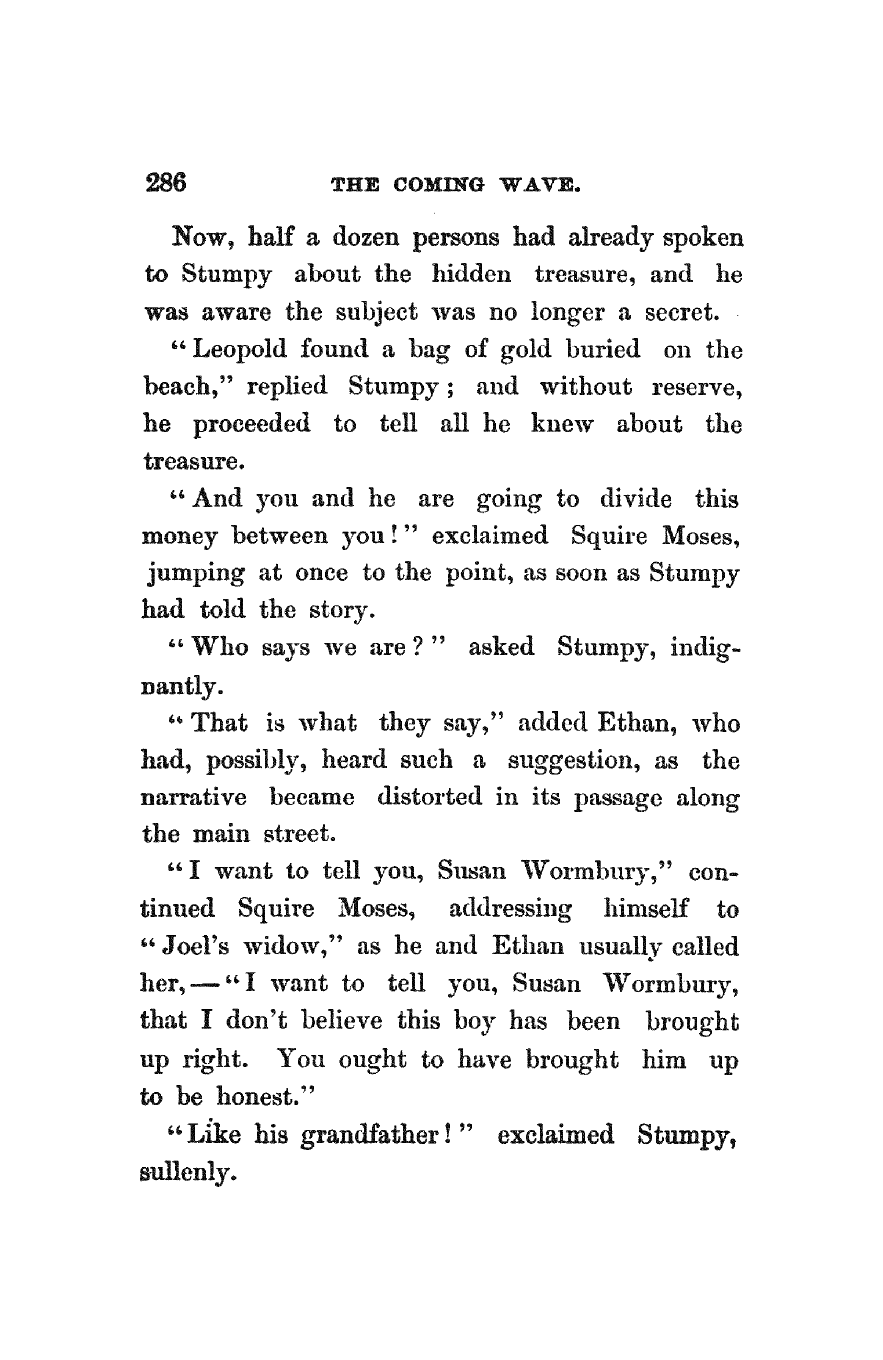 286 THE COMING WAVE.
Now, half a dozen persons had already spoken
to Stumpy about the hidden treasure, and he
was aware the subject was no longer a secret.
“Leopold found a bag of gold buried on the
beach,” replied Stumpy; and without reserve,
he proceeded to tell all he knew about the
treasure.
“And you and he are going to divide this
money between you!” exclaimed Squire Moses,
jumping at once to the point, as soon as Stumpy
had told the story.
“Who says we are?” asked Stumpy, indig-
nantly.
“That is what they say,” added Ethan, who
had, possibly, heard such a suggestion, as the
narrative became distorted in its passage along
the main street.
“I want to tell you, Susan Wormbury,” con-
tinued Squire Moses, addressing himself to
“Joel’s widow,” as he and Ethan usually called
her,—“I want to tell you, Susan Wormbury,
that I don’t believe this boy has been brought
up right. You ought to have brought him up
to be honest.”
“Like his grandfather!” exclaimed Stumpy,
sullenly.